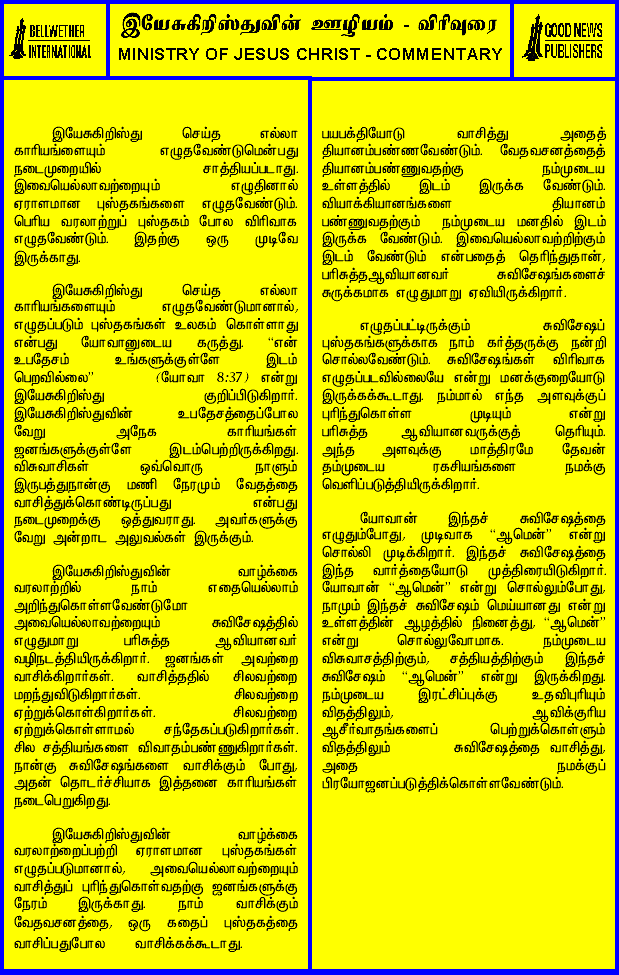 BELLWETHER
INTERNATIONAL
இயேசுகிறிஸ்துவின் ஊழியம் - விரிவுரை
MINISTRY OF JESUS CHRIST - COMMENTARY
GOOD NEWS
PUBLISHERS
இயேசுகிறிஸ்து செய்த எல்லா
காரியங்களையும் எழுதவேண்டுமென்பது
நடைமுறையில் சாத்தியப்படாது.
இவையெல்லாவற்றையும் எழுதினால்
ஏராளமான புஸ்தகங்களை எழுதவேண்டும்.
பெரிய வரலாற்றுப் புஸ்தகம் போல விரிவாக
எழுதவேண்டும். இதற்கு ஒரு முடிவே
இருக்காது.
இயேசுகிறிஸ்து செய்த எல்லா
காரியங்களையும் எழுதவேண்டுமானால்,
எழுதப்படும் புஸ்தகங்கள் உலகம் கொள்ளாது
என்பது யோவானுடைய கருத்து. “என்
உபதேசம் உங்களுக்குள்ளே இடம்
பெறவில்லை” (யோவா 8:37) என்று
இயேசுகிறிஸ்து குறிப்பிடுகிறார்.
இயேசுகிறிஸ்துவின் உபதேசத்தைப்போல
வேறு அநேக காரியங்கள்
ஜனங்களுக்குள்ளே இடம்பெற்றிருக்கிறது.
விசுவாசிகள் ஒவ்வொரு நாளும்
இருபத்துநான்கு மணி நேரமும் வேதத்தை
வாசித்துக்கொண்டிருப்பது என்பது
நடைமுறைக்கு ஒத்துவராது. அவர்களுக்கு
வேறு அன்றாட அலுவல்கள் இருக்கும்.
இயேசுகிறிஸ்துவின் வாழ்க்கை
வரலாற்றில் நாம் எதையெல்லாம்
அறிந்துகொள்ளவேண்டுமோ
அவையெல்லாவற்றையும் சுவிசேஷத்தில்
எழுதுமாறு பரிசுத்த ஆவியானவர்
வழிநடத்தியிருக்கிறார். ஜனங்கள் அவற்றை
வாசிக்கிறார்கள். வாசித்ததில் சிலவற்றை
மறந்துவிடுகிறார்கள். சிலவற்றை
ஏற்றுக்கொள்கிறார்கள். சிலவற்றை
ஏற்றுக்கொள்ளாமல் சந்தேகப்படுகிறார்கள்.
சில சத்தியங்களை விவாதம்பண்ணுகிறார்கள்.
நான்கு சுவிசேஷங்களை வாசிக்கும் போது,
அதன் தொடர்ச்சியாக இத்தனை காரியங்கள்
நடைபெறுகிறது.
இயேசுகிறிஸ்துவின் வாழ்க்கை
வரலாற்றைப்பற்றி ஏராளமான புஸ்தகங்கள்
எழுதப்படுமானால், அவையெல்லாவற்றையும்
வாசித்துப் புரிந்துகொள்வதற்கு ஜனங்களுக்கு
நேரம் இருக்காது. நாம் வாசிக்கும்
வேதவசனத்தை, ஒரு கதைப் புஸ்தகத்தை
வாசிப்பதுபோல வாசிக்கக்கூடாது.
பயபக்தியோடு வாசித்து அதைத்
தியானம்பண்ணவேண்டும். வேதவசனத்தைத்
தியானம்பண்ணுவதற்கு நம்முடைய
உள்ளத்தில் இடம் இருக்க வேண்டும்.
வியாக்கியானங்களை தியானம்
பண்ணுவதற்கும் நம்முடைய மனதில் இடம்
இருக்க வேண்டும். இவையெல்லாவற்றிற்கும்
இடம் வேண்டும் என்பதைத் தெரிந்துதான்,
பரிசுத்தஆவியானவர் சுவிசேஷங்களைச்
சுருக்கமாக எழுதுமாறு ஏவியிருக்கிறார்.
எழுதப்பட்டிருக்கும் சுவிசேஷப்
புஸ்தகங்களுக்காக நாம் கர்த்தருக்கு நன்றி
சொல்லவேண்டும். சுவிசேஷங்கள் விரிவாக
எழுதப்படவில்லையே என்று மனக்குறையோடு
இருக்கக்கூடாது. நம்மால் எந்த அளவுக்குப்
புரிந்துகொள்ள முடியும் என்று
பரிசுத்த ஆவியானவருக்குத் தெரியும்.
அந்த அளவுக்கு மாத்திரமே தேவன்
தம்முடைய ரகசியங்களை நமக்கு
வெளிப்படுத்தியிருக்கிறார்.
யோவான் இந்தச் சுவிசேஷத்தை
எழுதும்போது, முடிவாக “ஆமென்” என்று
சொல்லி முடிக்கிறார். இந்தச் சுவிசேஷத்தை
இந்த வார்த்தையோடு முத்திரையிடுகிறார்.
யோவான் “ஆமென்” என்று சொல்லும்போது,
நாமும் இந்தச் சுவிசேஷம் மெய்யானது என்று
உள்ளத்தின் ஆழத்தில் நினைத்து, “ஆமென்”
என்று சொல்லுவோமாக. நம்முடைய
விசுவாசத்திற்கும், சத்தியத்திற்கும் இந்தச்
சுவிசேஷம் “ஆமென்” என்று இருக்கிறது.
நம்முடைய இரட்சிப்புக்கு உதவிபுரியும்
விதத்திலும், ஆவிக்குரிய
ஆசீர்வாதங்களைப் பெற்றுக்கொள்ளும்
விதத்திலும் சுவிசேஷத்தை வாசித்து,
அதை நமக்குப்
பிரயோஜனப்படுத்திக்கொள்ளவேண்டும்.